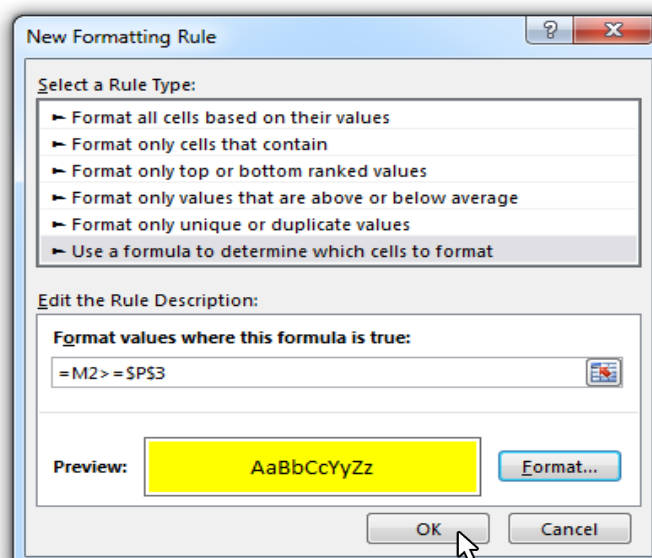 New Formatting Rule
Select a Rule Type:
► Format all cells based on their values
► Format only cells that contain
► Format only top or bottom ranked values
► Format only values that are above or below average
► Format only unique or duplicate values
► Use a formula to determine which cells to format
Edit the Rule Description:
Format values where this formula is true:
=M2>=$P$3
Preview: AaBbCcYyZz Format...
OK Cancel